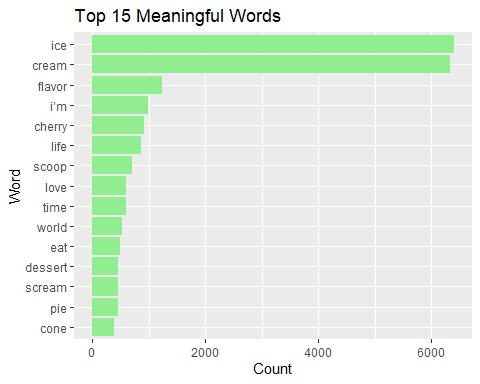 Top 15 Meaningful Words
ice
cream
flavor
i'm
cherry
life
scoop
love
time
world
eat
dessert
scream
pie
cone
Word
0 2000 4000 6000
Count